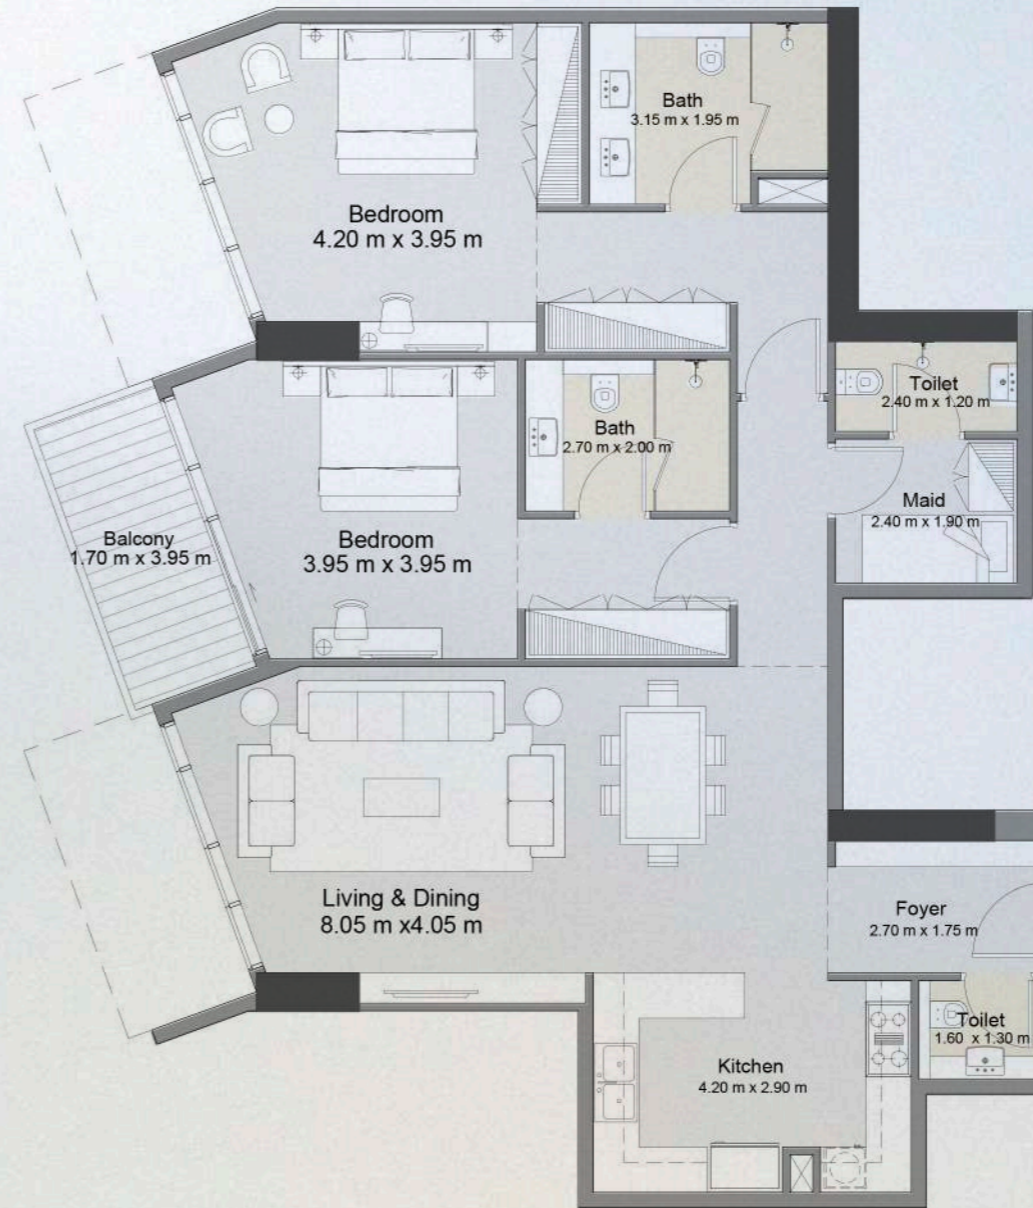 Bath
3.15 m x 1.95 m
Bedroom
4.20 m x 3.95 m
Toilet
2.40 m x 1.20 m
Bath
2.70 m x 2.00 m
Maid
2.40 m x 1.90 m
Balcony
1.70 m x 3.95 m
Bedroom
3.95 m x 3.95 m
Living & Dining
8.05 m x4.05 m
Foyer
2.70 m x 1.75 m
Toilet
1.60 x 1.30 m
Kitchen
4.20 m x 2.90 m